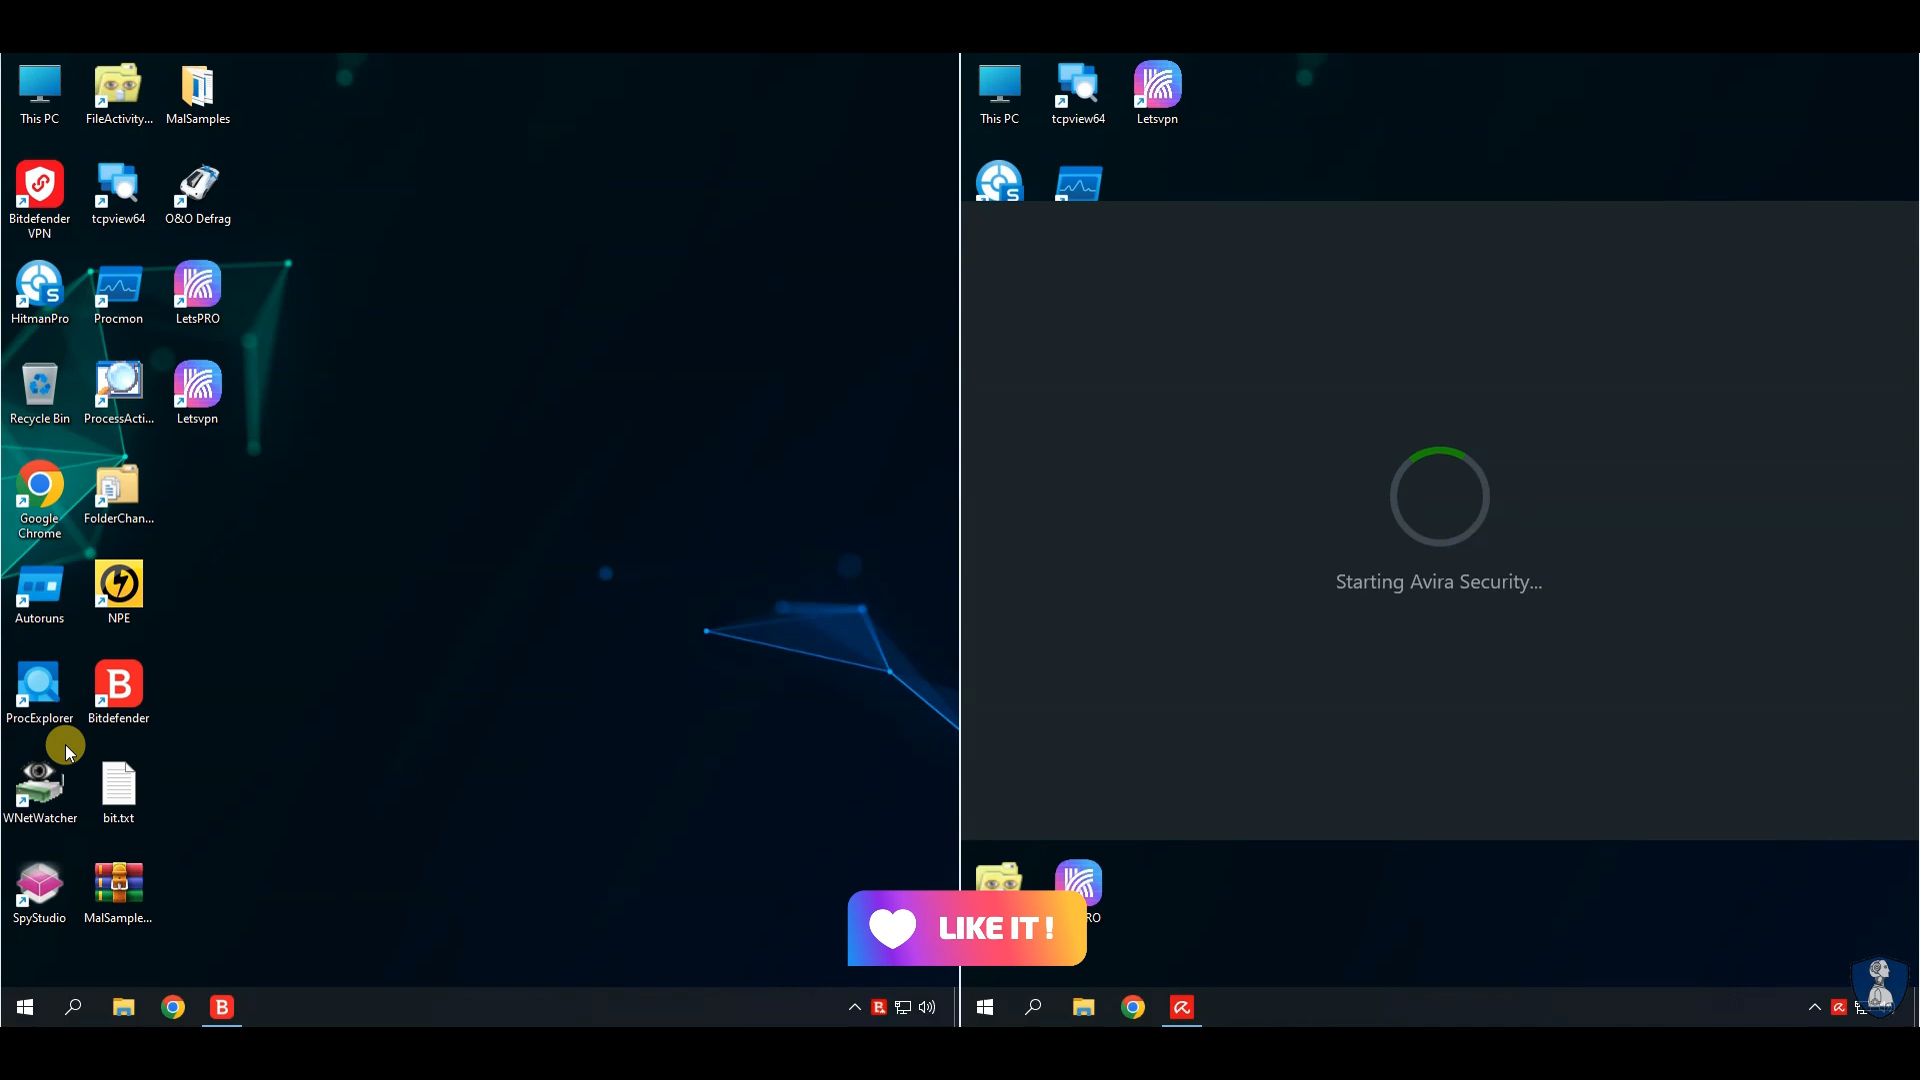 This PC
FileActivity...
MalSamples
Bitdefender
VPN
tcpview64
O&O Defrag
HitmanPro
Procmon
LetsPRO
Recycle Bin
ProcessActi...
Letsvpn
Google
Chrome
FolderChan...
Autoruns
NPE
ProcExplorer
Bitdefender
WNetWatcher
bit.txt
SpyStudio
MalSample...
This PC
tcpview64
Letsvpn
Starting Avira Security...
RO
LIKE IT !